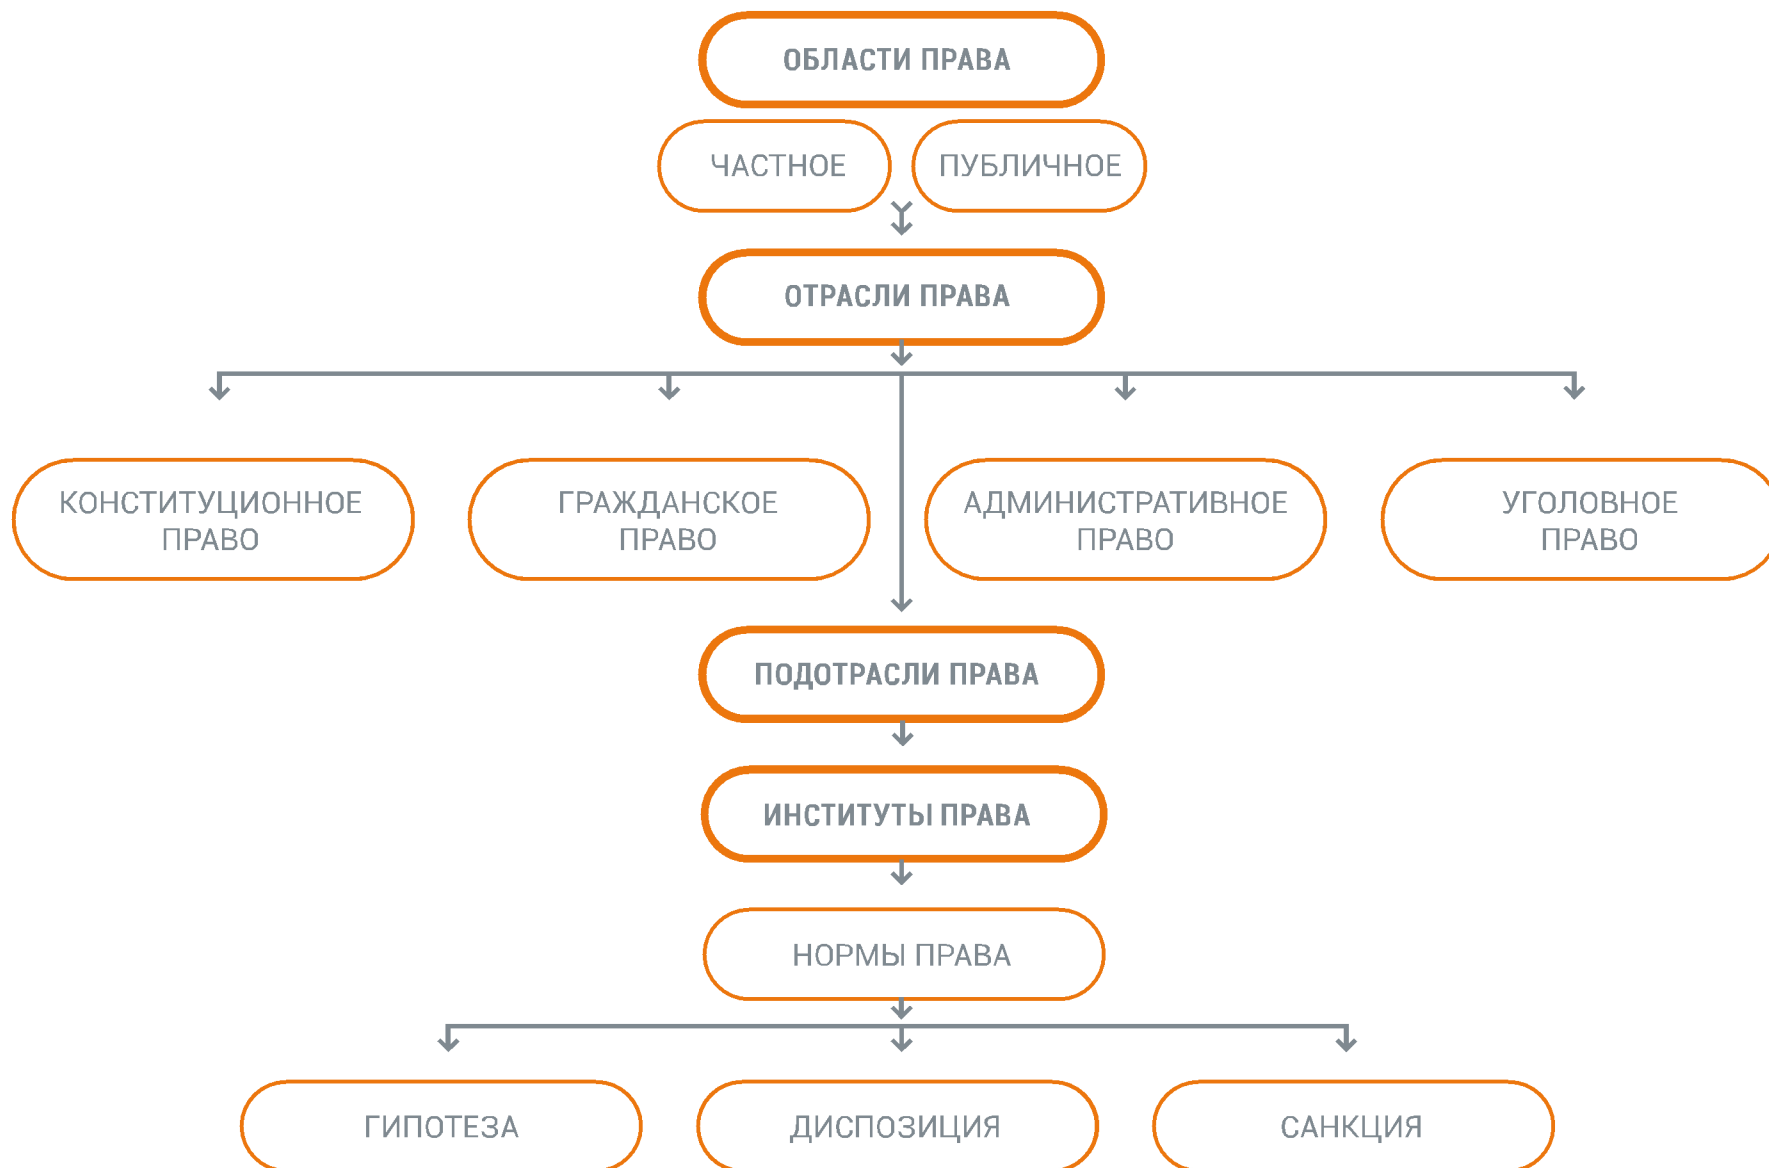 ОБЛАСТИ ПРАВА
ЧАСТНОЕ
ПУБЛИЧНОЕ
ОТРАСЛИ ПРАВА
КОНСТИТУЦИОННОЕ
ПРАВО
ГРАЖДАНСКОЕ
ПРАВО
АДМИНИСТРАТИВНОЕ
ПРАВО
УГОЛОВНОЕ
ПРАВО
ПОДОТРАСЛИ ПРАВА
ИНСТИТУТЫ ПРАВА
НОРМЫ ПРАВА
ГИПОТЕЗА
ДИСПОЗИЦИЯ
САНКЦИЯ